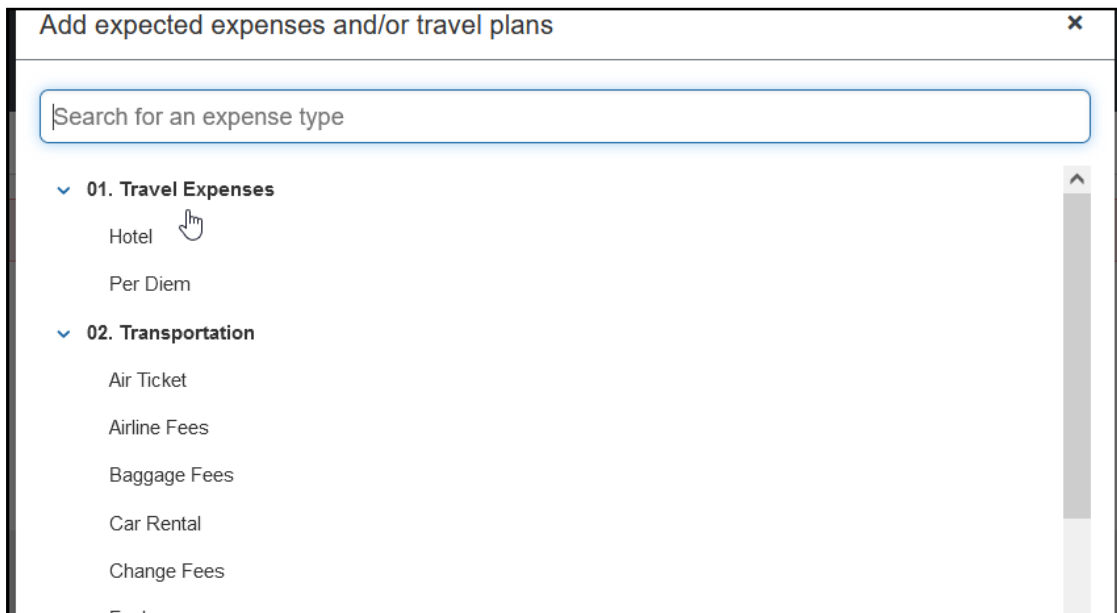 Add expected expenses and/or travel plans
Search for an expense type
01. Travel Expenses
Hotel
Per Diem
02. Transportation
Air Ticket
Airline Fees
Baggage Fees
Car Rental
Change Fees